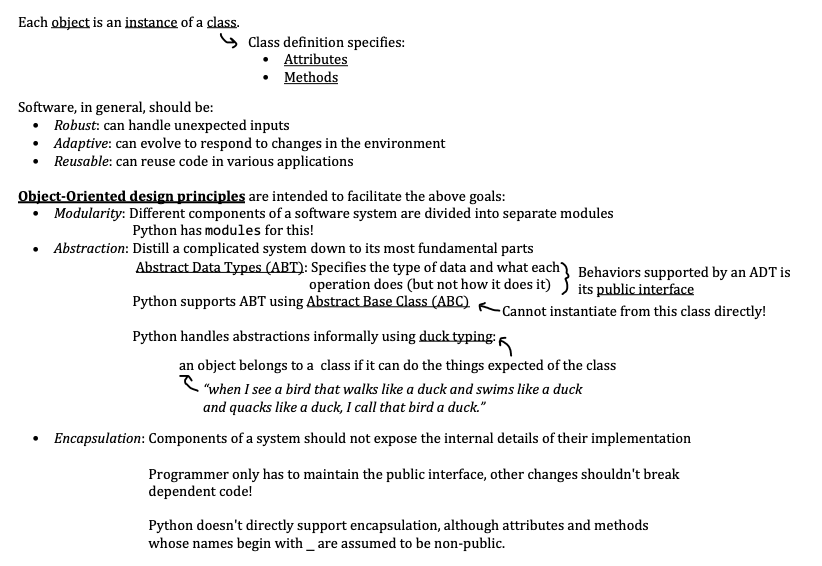 Each object is an instance of a class.
Class definition specifies:
• Attributes
• Methods
Software, in general, should be:
• Robust: can handle unexpected inputs
• Adaptive: can evolve to respond to changes in the environment
• Reusable: can reuse code in various applications
Object-Oriented design principles are intended to facilitate the above goals:
• Modularity: Different components of a software system are divided into separate modules
Python has modules for this!
• Abstraction: Distill a complicated system down to its most fundamental parts
Abstract Data Types (ABT): Specifies the type of data and what each
operation does (but not how it does it)
Behaviors supported by an ADT is
its public interface
Python supports ABT using Abstract Base Class (ABC)
Cannot instantiate from this class directly!
Python handles abstractions informally using duck typing:
an object belongs to a class if it can do the things expected of the class
“when I see a bird that walks like a duck and swims like a duck
and quacks like a duck, I call that bird a duck.”
• Encapsulation: Components of a system should not expose the internal details of their implementation
Programmer only has to maintain the public interface, other changes shouldn't break
dependent code!
Python doesn't directly support encapsulation, although attributes and methods
whose names begin with _ are assumed to be non-public.